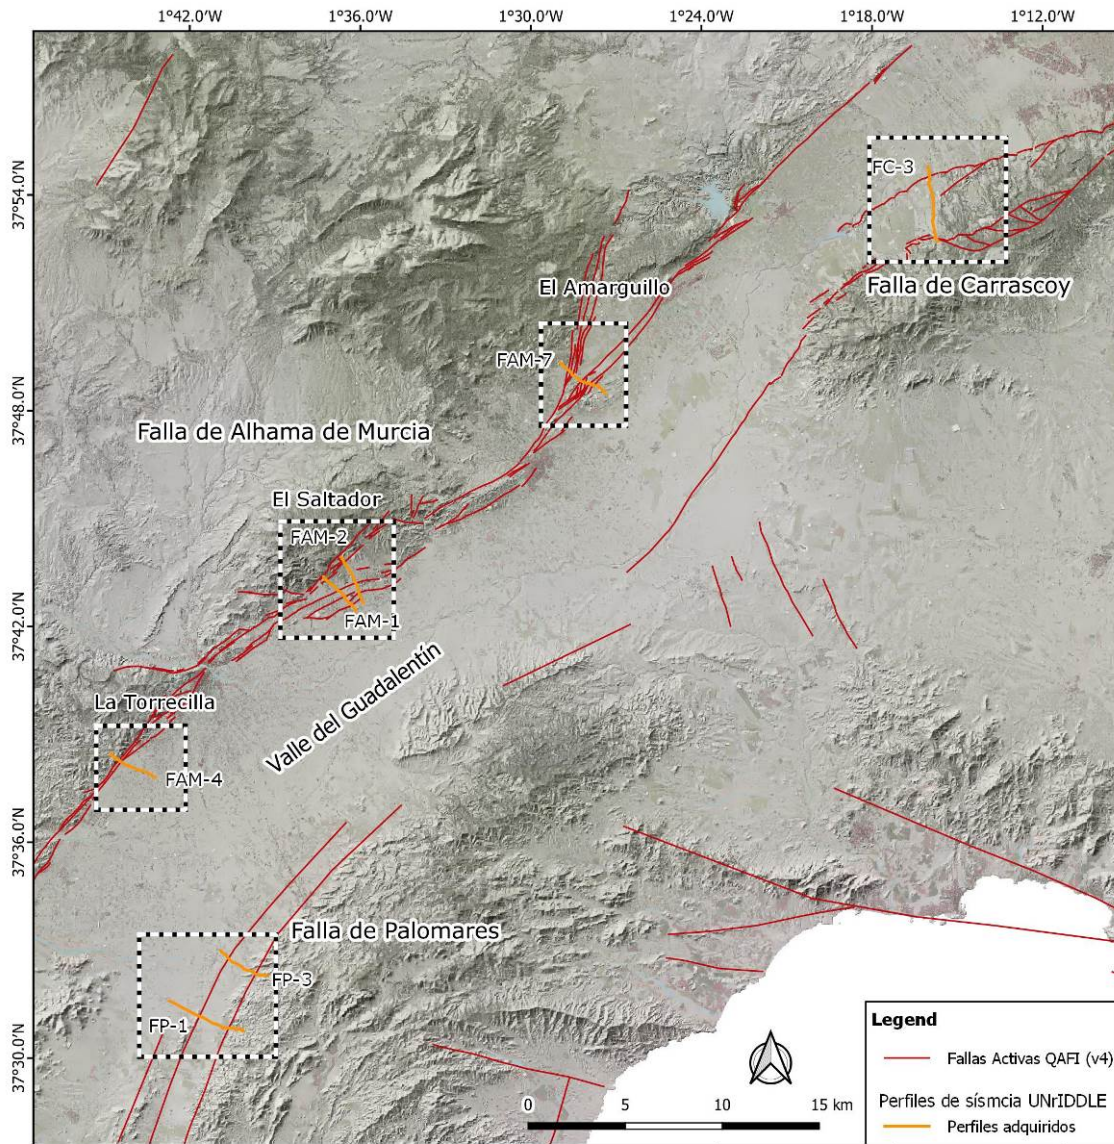 1°42.0'W 1°36.0'W 1°30.0'W 1°24.0'W 1°18.0'W 1°12.0'W
37°54.0'N
FC-3
Falla de Carrascoy
El Amarguillo
FAM-7
37°48.0'N
Falla de Alhama de Murcia
El Saltador
FAM-2
FAM-1
37°42.0'N
Valle del Guadalentín
La Torrecilla
FAM-4
37°36.0'N
Falla de Palomares
FP-3
FP-1
37°30.0'N
0 5 10 15 km
Legend
Fallas Activas QAFI (v4)
Perfiles de sísmcia UNrIDDLE
Perfiles adquiridos